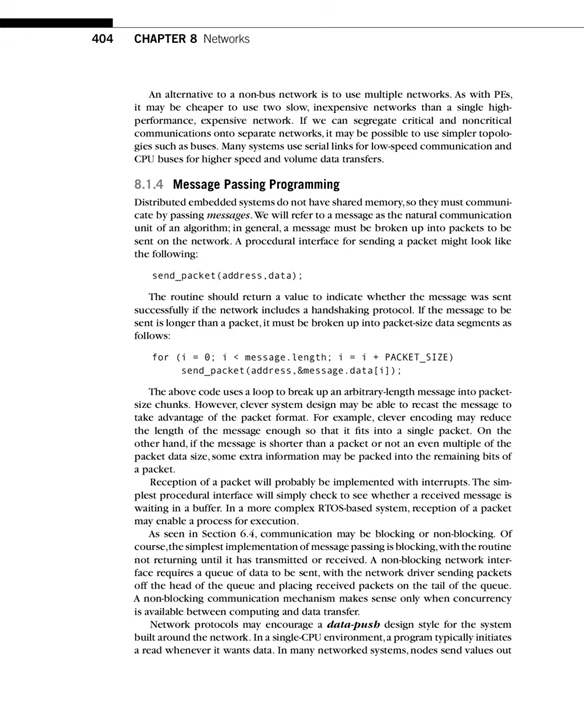 404 CHAPTER 8 Networks
An alternative to a non-bus network is to use multiple networks. As with PEs,
it may be cheaper to use two slow, inexpensive networks than a single high-
performance, expensive network. If we can segregate critical and noncritical
communications onto separate networks, it may be possible to use simpler topolo-
gies such as buses. Many systems use serial links for low-speed communication and
CPU buses for higher speed and volume data transfers.
8.1.4 Message Passing Programming
Distributed embedded systems do not have shared memory, so they must communi-
cate by passing messages. We will refer to a message as the natural communication
unit of an algorithm; in general, a message must be broken up into packets to be
sent on the network. A procedural interface for sending a packet might look like
the following:
send_packet(address,data);
The routine should return a value to indicate whether the message was sent
successfully if the network includes a handshaking protocol. If the message to be
sent is longer than a packet, it must be broken up into packet-size data segments as
follows:
for (i = 0; i < message.length; i = i + PACKET_SIZE)
send_packet(address,&message.data[i]);
The above code uses a loop to break up an arbitrary-length message into packet-
size chunks. However, clever system design may be able to recast the message to
take advantage of the packet format. For example, clever encoding may reduce
the length of the message enough so that it fits into a single packet. On the
other hand, if the message is shorter than a packet or not an even multiple of the
packet data size, some extra information may be packed into the remaining bits of
a packet.
Reception of a packet will probably be implemented with interrupts. The sim-
plest procedural interface will simply check to see whether a received message is
waiting in a buffer. In a more complex RTOS-based system, reception of a packet
may enable a process for execution.
As seen in Section 6.4, communication may be blocking or non-blocking. Of
course, the simplest implementation of message passing is blocking, with the routine
not returning until it has transmitted or received. A non-blocking network inter-
face requires a queue of data to be sent, with the network driver sending packets
off the head of the queue and placing received packets on the tail of the queue.
A non-blocking communication mechanism makes sense only when concurrency
is available between computing and data transfer.
Network protocols may encourage a data-push design style for the system
built around the network. In a single-CPU environment, a program typically initiates
a read whenever it wants data. In many networked systems, nodes send values out